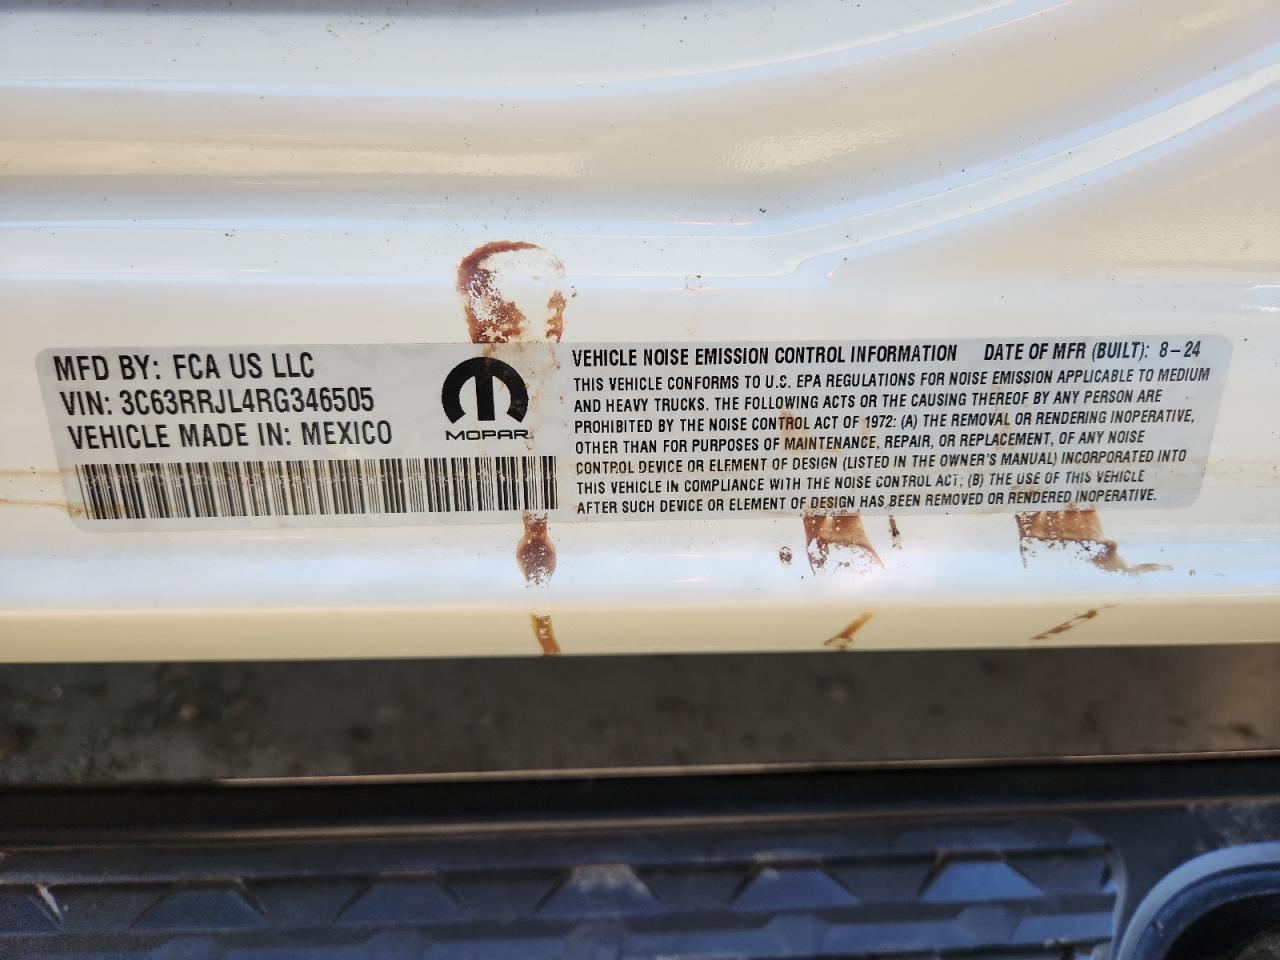 MFD BY: FCA US LLC
VIN: 3C63RRJL4RG346505
VEHICLE MADE IN: MEXICO
MOPAR
VEHICLE NOISE EMISSION CONTROL INFORMATION DATE OF MFR (BUILT): 8-24
THIS VEHICLE CONFORMS TO U.S. EPA REGULATIONS FOR NOISE EMISSION APPLICABLE TO MEDIUM
AND HEAVY TRUCKS. THE FOLLOWING ACTS OR THE CAUSING THEREOF BY ANY PERSON ARE
PROHIBITED BY THE NOISE CONTROL ACT OF 1972: (A) THE REMOVAL OR RENDERING INOPERATIVE,
OTHER THAN FOR PURPOSES OF MAINTENANCE, REPAIR, OR REPLACEMENT, OF ANY NOISE
CONTROL DEVICE OR ELEMENT OF DESIGN (LISTED IN THE OWNER'S MANUAL) INCORPORATED INTO
THIS VEHICLE IN COMPLIANCE WITH THE NOISE CONTROL ACT; (B) THE USE OF THIS VEHICLE
AFTER SUCH DEVICE OR ELEMENT OF DESIGN HAS BEEN REMOVED OR RENDERED INOPERATIVE.